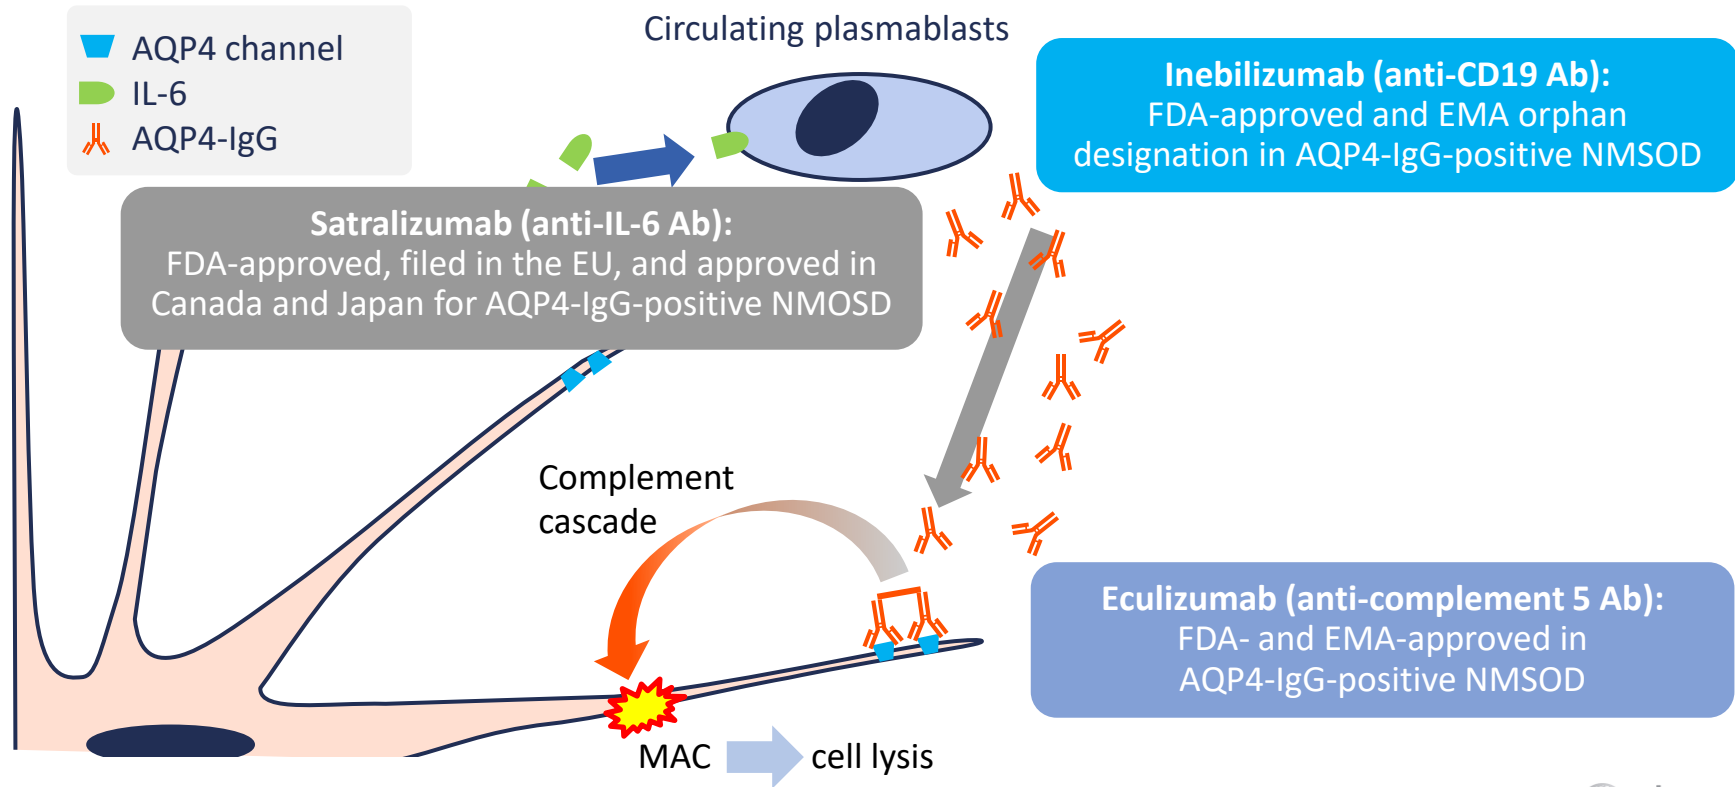 AQP4 channel
IL-6
AQP4-IgG
Circulating plasmablasts
Inebilizumab (anti-CD19 Ab):
FDA-approved and EMA orphan
designation in AQP4-IgG-positive NMSOD
Satralizumab (anti-IL-6 Ab):
FDA-approved, filed in the EU, and approved in
Canada and Japan for AQP4-IgG-positive NMOSD
Complement
cascade
Eculizumab (anti-complement 5 Ab):
FDA- and EMA-approved in
AQP4-IgG-positive NMSOD
MAC
cell lysis